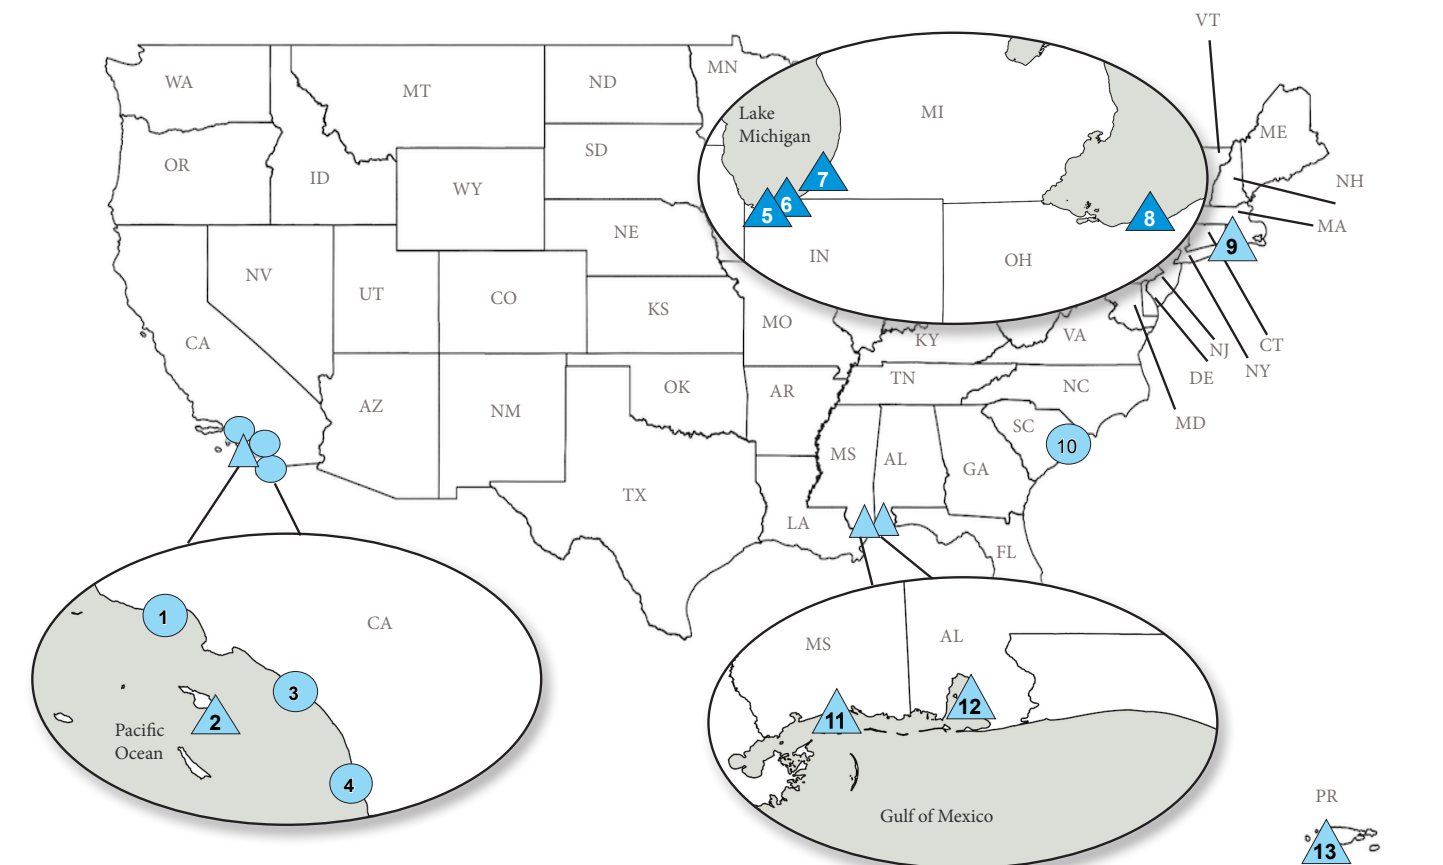 VT
WA
MT
ND
MN
ME
OR
ID
SD
WY
NH
MA
NE
NV
UT
CO
KS
MO
CA
KY
VA
NJ
CT
DE
NY
MD
AZ
NM
OK
AR
TN
NC
SC
10
MS
AL
GA
TX
LA
FL
Lake
Michigan
MI
7
6
5
8
IN
OH
9
1
CA
3
2
Pacific
Ocean
4
MS
AL
12
11
Gulf of Mexico
PR
13